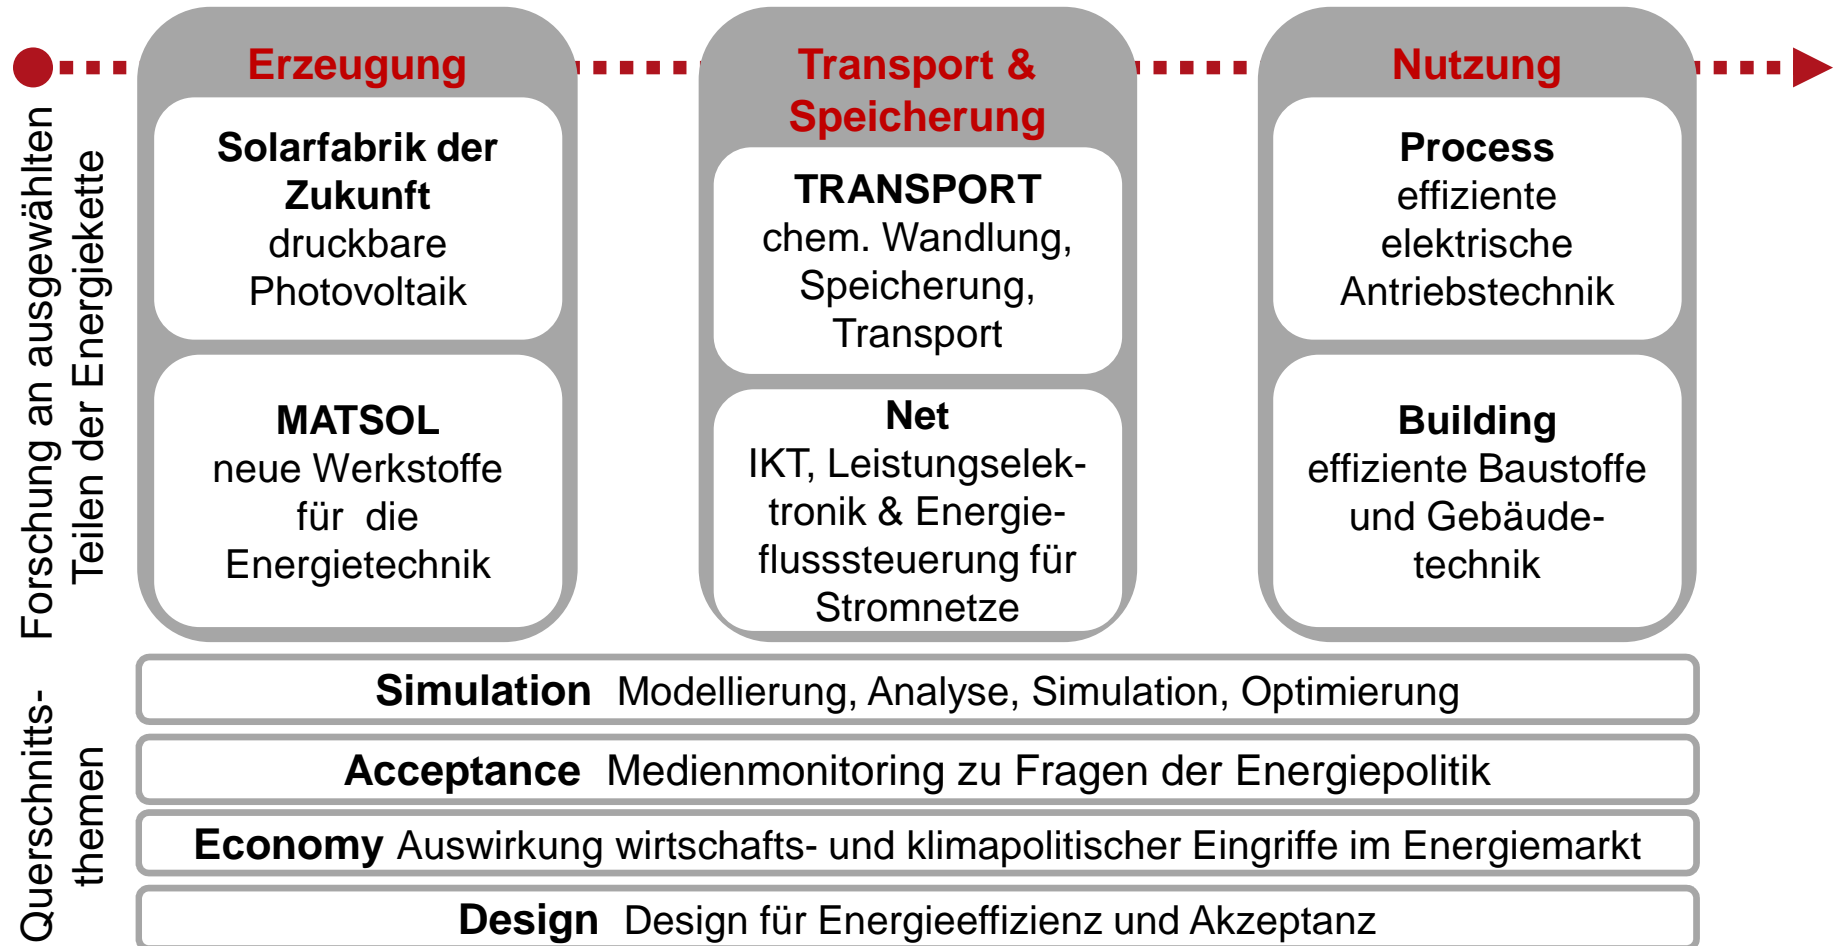 Forschung an ausgewählten
Teilen der Energiekette
Erzeugung
Solarfabrik der
Zukunft
druckbare
Photovoltaik
MATSOL
neue Werkstoffe
für die
Energietechnik
Transport &
Speicherung
TRANSPORT
chem. Wandlung,
Speicherung,
Transport
Net
IKT, Leistungselek-
tronik & Energie-
flusssteuerung für
Stromnetze
Nutzung
Process
effiziente
elektrische
Antriebstechnik
Building
effiziente Baustoffe
und Gebäude-
technik
Querschnitts-
themen
Simulation Modellierung, Analyse, Simulation, Optimierung
Acceptance Medienmonitoring zu Fragen der Energiepolitik
Economy Auswirkung wirtschafts- und klimapolitischer Eingriffe im Energiemarkt
Design Design für Energieeffizienz und Akzeptanz